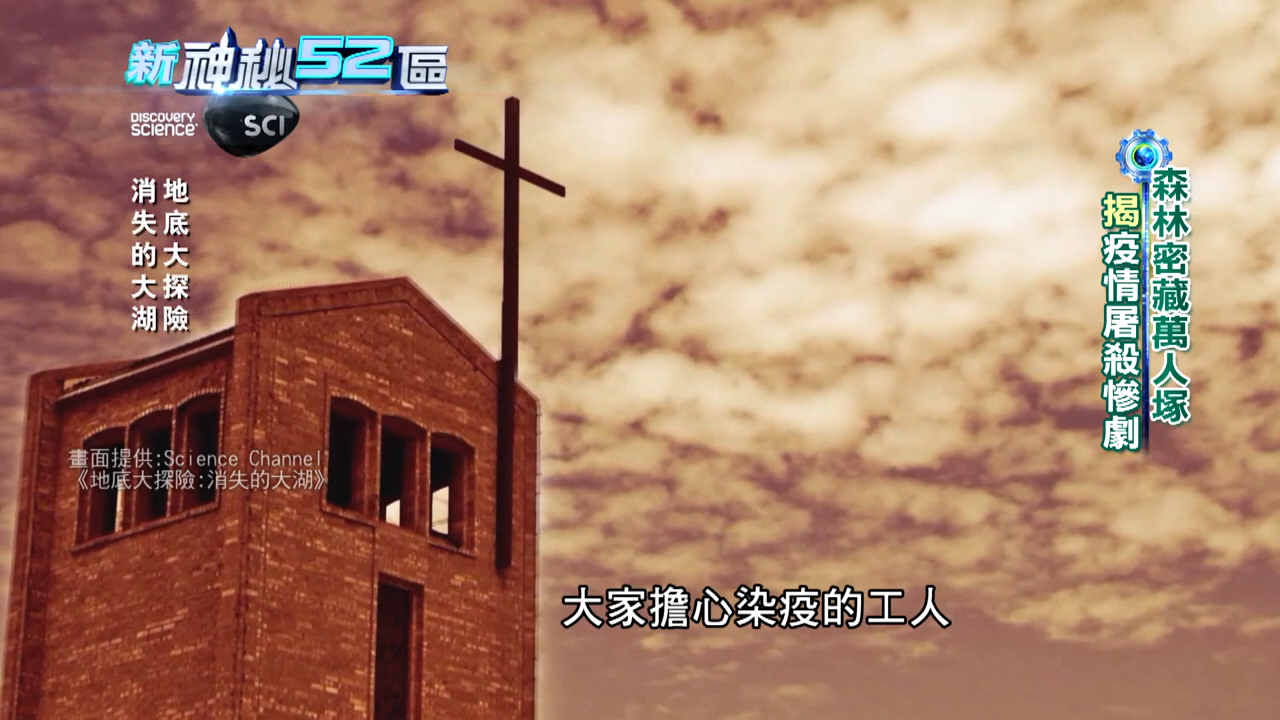 新神秘52區
DISCOVERY
SCIENCE
SCI
地底大探險
消失的大湖
森林密藏萬人塚
揭疫情屠殺慘劇
畫面提供:Science Channel
《地底大探險:消失的大湖》
大家擔心染疫的工人